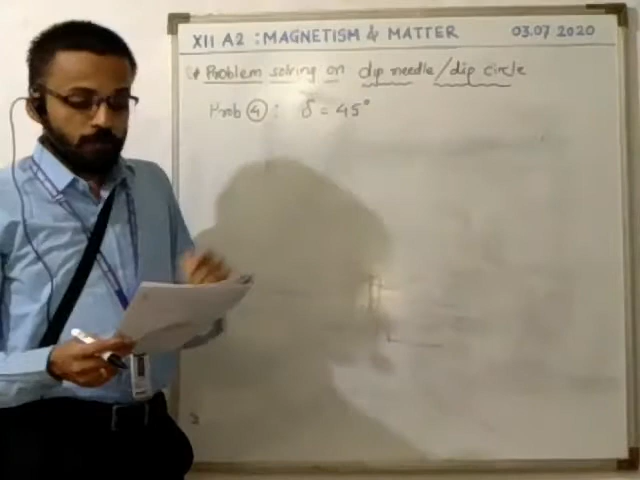 XII A2 : MAGNETISM & MATTER 03.07 2020
Problem solving on dip needle/dip circle
Prob ④ : δ = 45°